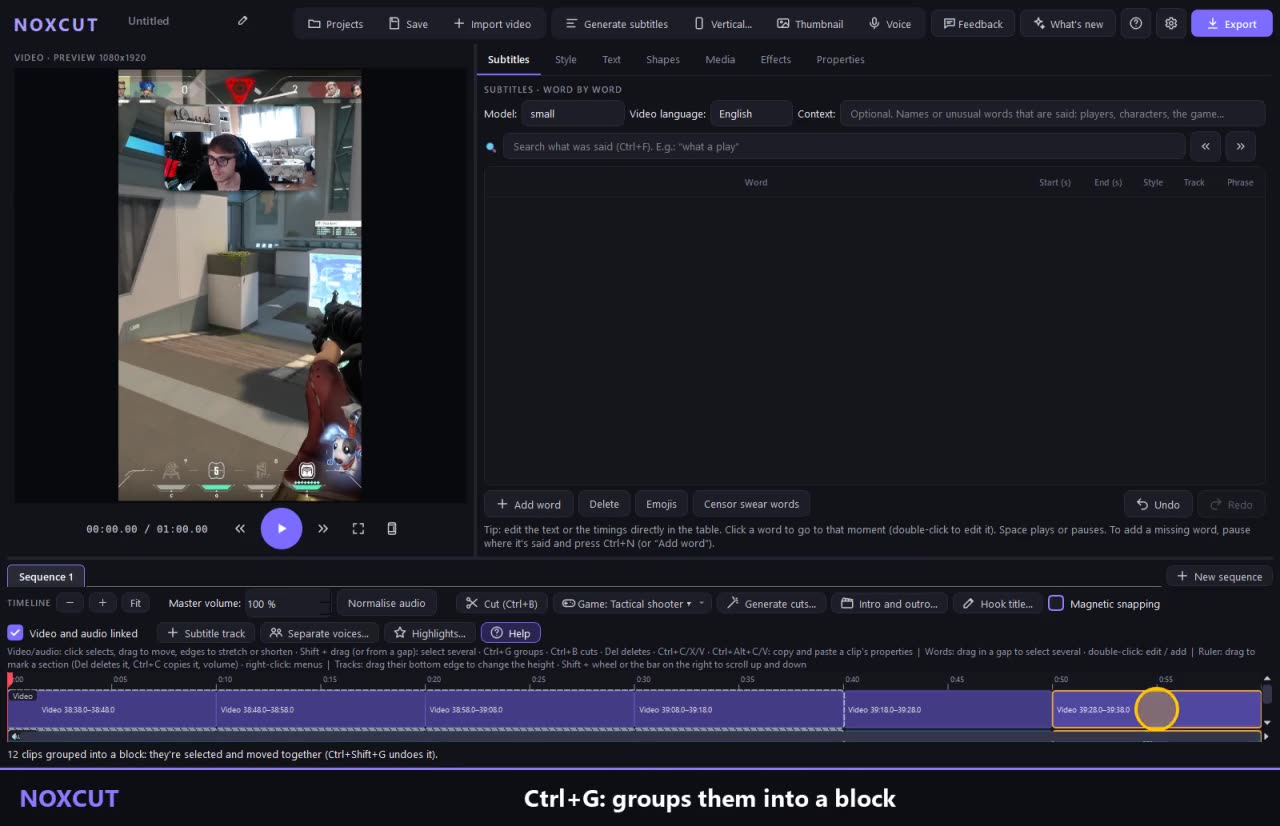 NOXCUT
Untitled
Projects Save Import video Generate subtitles Vertical... Thumbnail Voice Feedback What's new Export
VIDEO · PREVIEW 1080x1920
Subtitles Style Text Shapes Media Effects Properties
SUBTITLES · WORD BY WORD
Model: small Video language: English Context: Optional. Names or unusual words that are said: players, characters, the game...
Search what was said (Ctrl+F). E.g.: "what a play"
Word Start (s) End (s) Style Track Phrase
0 2
5
C Q E
Add word Delete Emojis Censor swear words Undo Redo
00:00.00 / 01:00.00
Tip: edit the text or the timings directly in the table. Click a word to go to that moment (double-click to edit it). Space plays or pauses. To add a missing word, pause
where it's said and press Ctrl+N (or "Add word").
Sequence 1 New sequence
TIMELINE − + Fit Master volume: 100 % Normalise audio Cut (Ctrl+B) Game: Tactical shooter Generate cuts... Intro and outro... Hook title... Magnetic snapping
Video and audio linked Subtitle track Separate voices... Highlights... Help
Video/audio: click selects, drag to move, edges to stretch or shorten · Shift + drag (or from a gap): select several · Ctrl+G groups · Ctrl+B cuts · Del deletes · Ctrl+C/X/V · Ctrl+Alt+C/V: copy and paste a clip's properties | Words: drag in a gap to select several · double-click: edit / add | Ruler: drag to
mark a section (Del deletes it, Ctrl+C copies it, volume) · right-click: menus | Tracks: drag their bottom edge to change the height · Shift + wheel or the bar on the right to scroll up and down
:00 0:05 0:10 0:15 0:20 0:25 0:30 0:35 0:40 0:45 0:50 0:55
Video
Video 38:38.0–38:48.0 Video 38:48.0–38:58.0 Video 38:58.0–39:08.0 Video 39:08.0–39:18.0 Video 39:18.0–39:28.0 Video 39:28.0–39:38.0
12 clips grouped into a block: they're selected and moved together (Ctrl+Shift+G undoes it).
NOXCUT Ctrl+G: groups them into a block